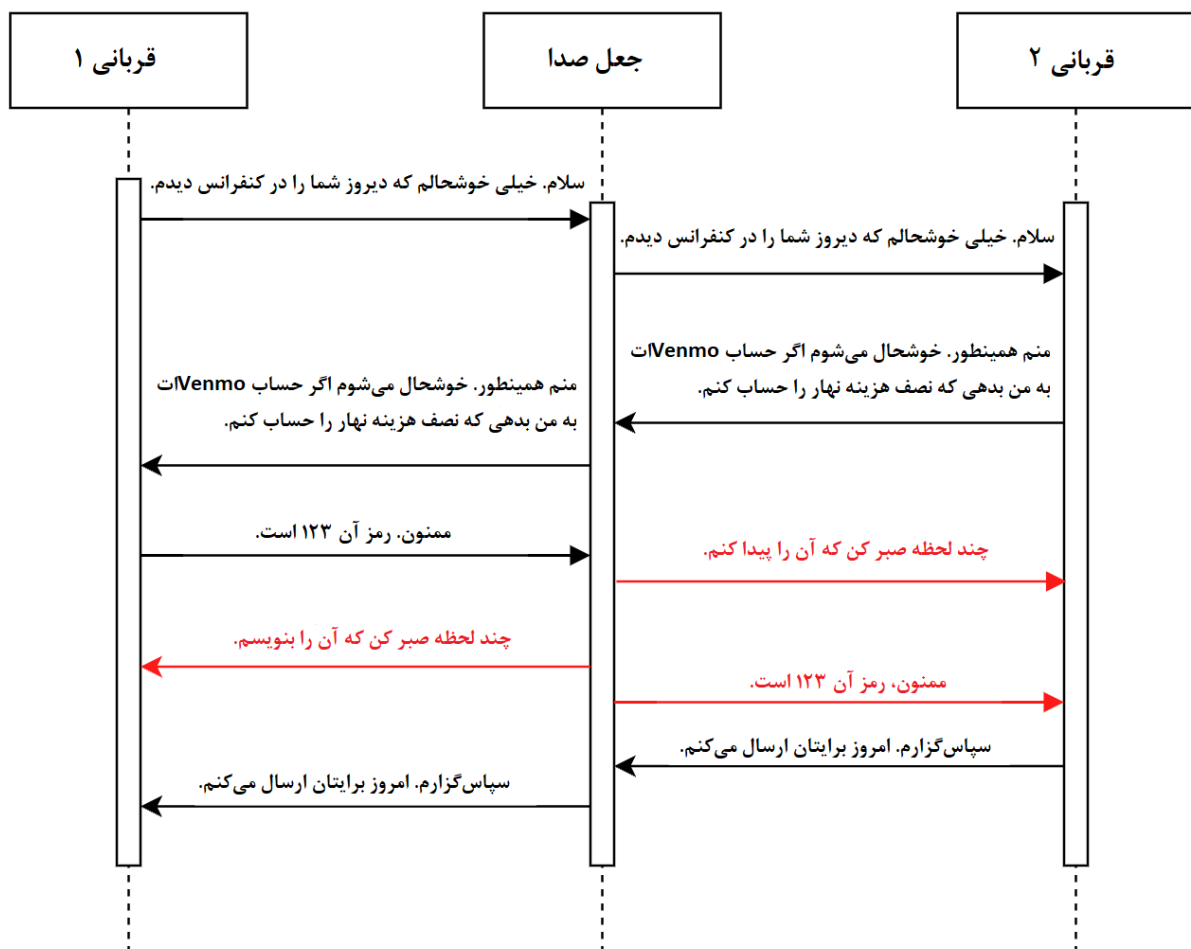 قربانی ۱
جعل صدا
قربانی ۲
سلام. خیلی خوشحالم که دیروز شما را در کنفرانس دیدم.
سلام. خیلی خوشحالم که دیروز شما را در کنفرانس دیدم.
منم همینطور. خوشحال می‌شوم اگر حساب Venmoات
به من بدهی که نصف هزینه نهار را حساب کنم.
منم همینطور. خوشحال می‌شوم اگر حساب Venmoات
به من بدهی که نصف هزینه نهار را حساب کنم.
ممنون. رمز آن ۱۲۳ است.
چند لحظه صبر کن که آن را پیدا کنم.
چند لحظه صبر کن که آن را بنویسم.
ممنون، رمز آن ۱۲۳ است.
سپاس‌گزارم. امروز برایتان ارسال می‌کنم.
سپاس‌گزارم. امروز برایتان ارسال می‌کنم.